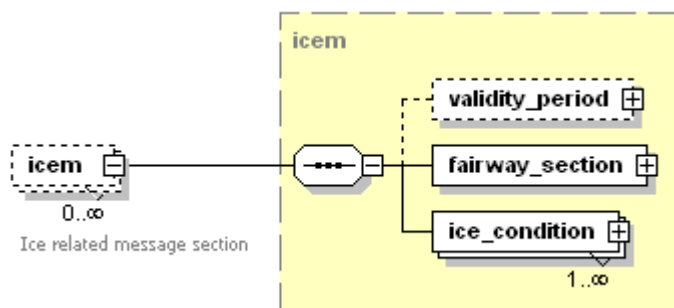 icem
validity_period
icem
fairway_section
0..∞
Ice related message section
ice_condition
1..∞